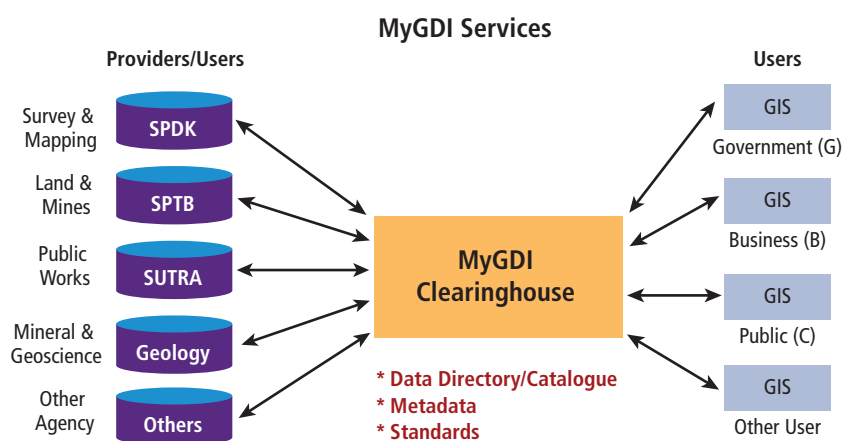 MyGDI Services
Providers/Users
Survey &
Mapping
SPDK
Land &
Mines
SPTB
Public
Works
SUTRA
Mineral &
Geoscience
Geology
Other
Agency
Others
MyGDI
Clearinghouse
* Data Directory/Catalogue
* Metadata
* Standards
Users
GIS
Government (G)
GIS
Business (B)
GIS
Public (C)
GIS
Other User